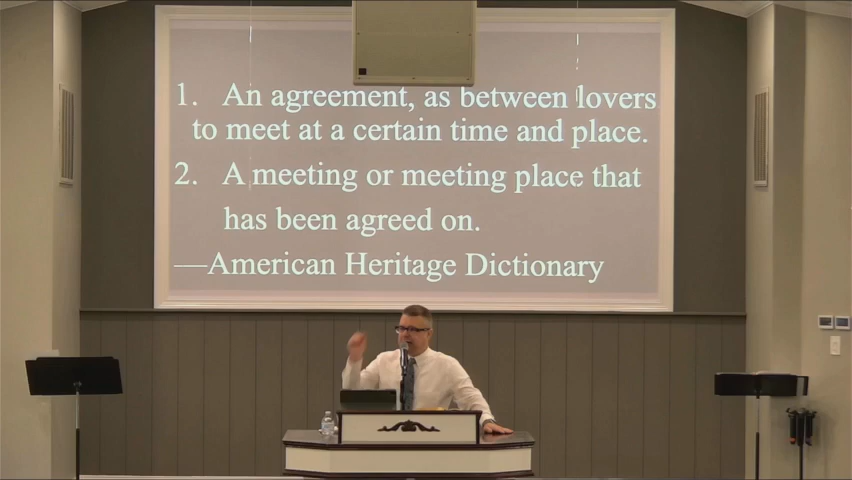 1. An agreement, as between lovers
to meet at a certain time and place.
2. A meeting or meeting place that
has been agreed on.
—American Heritage Dictionary